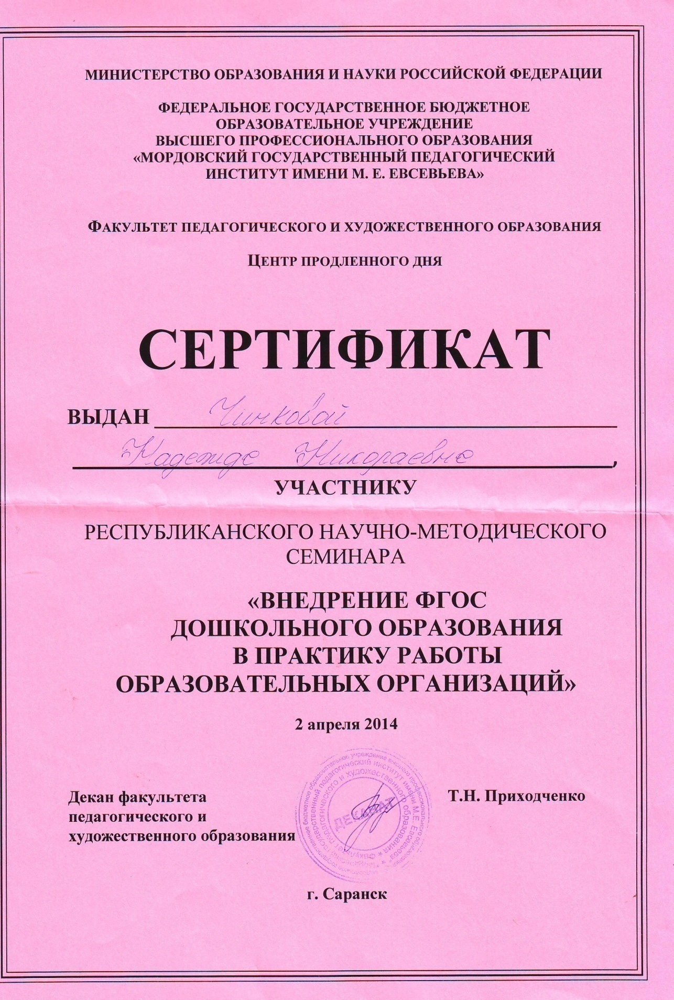 МИНИСТЕРСТВО ОБРАЗОВАНИЯ И НАУКИ РОССИЙСКОЙ ФЕДЕРАЦИИ
ФЕДЕРАЛЬНОЕ ГОСУДАРСТВЕННОЕ БЮДЖЕТНОЕ
ОБРАЗОВАТЕЛЬНОЕ УЧРЕЖДЕНИЕ
ВЫСШЕГО ПРОФЕССИОНАЛЬНОГО ОБРАЗОВАНИЯ
«МОРДОВСКИЙ ГОСУДАРСТВЕННЫЙ ПЕДАГОГИЧЕСКИЙ
ИНСТИТУТ ИМЕНИ М. Е. ЕВСЕВЬЕВА»
ФАКУЛЬТЕТ ПЕДАГОГИЧЕСКОГО И ХУДОЖЕСТВЕННОГО ОБРАЗОВАНИЯ
ЦЕНТР ПРОДЛЕННОГО ДНЯ
СЕРТИФИКАТ
ВЫДАН Чинковой
Надежде Николаевне,
УЧАСТНИКУ
РЕСПУБЛИКАНСКОГО НАУЧНО-МЕТОДИЧЕСКОГО
СЕМИНАРА
«ВНЕДРЕНИЕ ФГОС
ДОШКОЛЬНОГО ОБРАЗОВАНИЯ
В ПРАКТИКУ РАБОТЫ
ОБРАЗОВАТЕЛЬНЫХ ОРГАНИЗАЦИЙ»
2 апреля 2014
Декан факультета
педагогического и
художественного образования
ДЕКАНАТ
Т.Н. Приходченко
г. Саранск